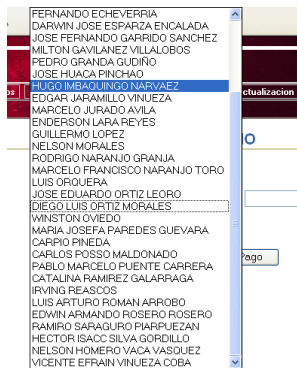 FERNANDO ECHEVERRIA
DARWIN JOSE ESPARZA ENCALADA
JOSE FERNANDO GARRIDO SANCHEZ
MILTON GAVILANEZ VILLALOBOS
PEDRO GRANDA GUDIÑO
JOSE HUACA PINCHAO
HUGO IMBAQUINGO NARVAEZ
EDGAR JARAMILLO VINUEZA
ctualizacion
MARCELO JURADO AVILA
ENDERSON LARA REYES
GUILLERMO LOPEZ
NELSON MORALES
IO
RODRIGO NARANJO GRANJA
MARCELO FRANCISCO NARANJO TORO
LUIS ORQUERA
JOSE EDUARDO ORTIZ LEORO
DIEGO LUIS ORTIZ MORALES
WINSTON OVIEDO
MARIA JOSEFA PAREDES GUEVARA
CARPIO PINEDA
CARLOS POSSO MALDONADO
Pago
PABLO MARCELO PUENTE CARRERA
CATALINA RAMIREZ GALARRAGA
IRVING REASCOS
LUIS ARTURO ROMAN ARROBO
EDWIN ARMANDO ROSERO ROSERO
RAMIRO SARAGURO PIARPUEZAN
HECTOR ISACC SILVA GORDILLO
NELSON HOMERO VACA VASQUEZ
VICENTE EFRAIN VINUEZA COBA